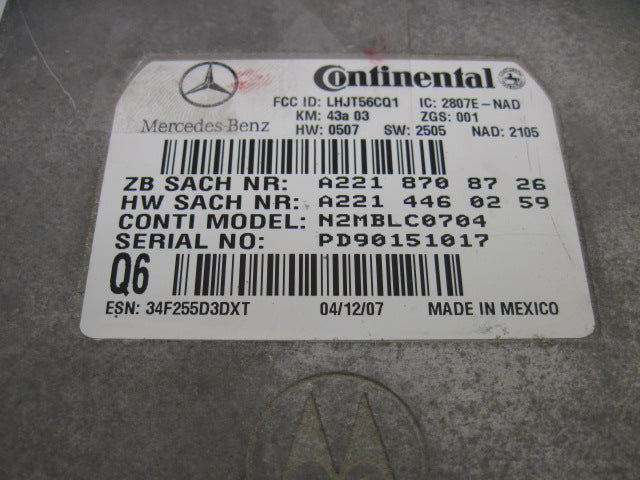 Mercedes-Benz
Continental
FCC ID: LHJT56CQ1 IC: 2807E-NAD
KM: 43a 03 ZGS: 001
HW: 0507 SW: 2505 NAD: 2105
ZB SACH NR: A221 870 87 26
HW SACH NR: A221 446 02 59
CONTI MODEL: N2MBLC0704
SERIAL NO: PD90151017
Q6
ESN: 34F255D3DXT 04/12/07 MADE IN MEXICO